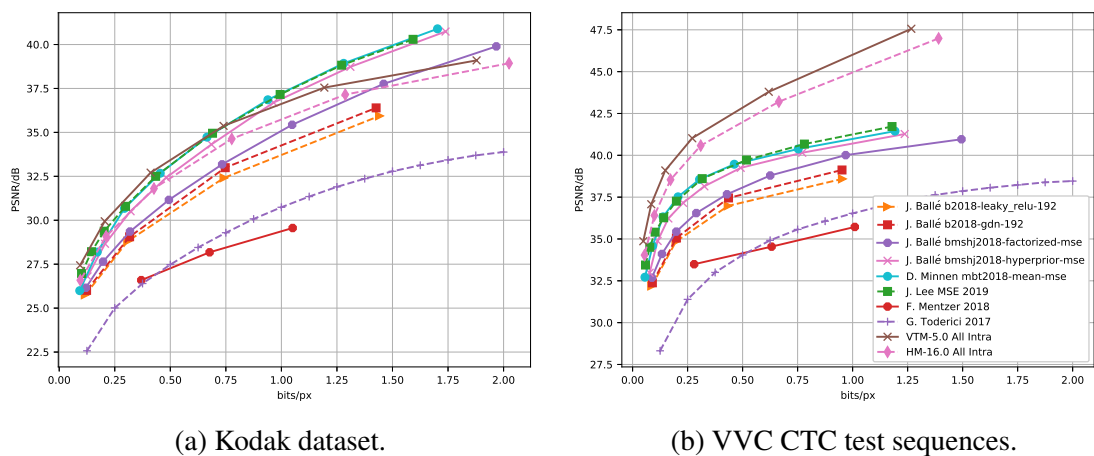 40.0
37.5
35.0
32.5
30.0
27.5
25.0
22.5
PSNR/dB
0.00
0.25
0.50
0.75
1.00
1.25
1.50
1.75
2.00
bits/px
(a) Kodak dataset.
47.5
45.0
42.5
40.0
37.5
35.0
32.5
30.0
27.5
PSNR/dB
J. Ballé b2018-leaky_relu-192
J. Ballé b2018-gdn-192
J. Ballé bmshj2018-factorized-mse
J. Ballé bmshj2018-hyperprior-mse
D. Minnen mbt2018-mean-mse
J. Lee MSE 2019
F. Mentzer 2018
G. Toderici 2017
VTM-5.0 All Intra
HM-16.0 All Intra
0.00
0.25
0.50
0.75
1.00
1.25
1.50
1.75
2.00
bits/px
(b) VVC CTC test sequences.